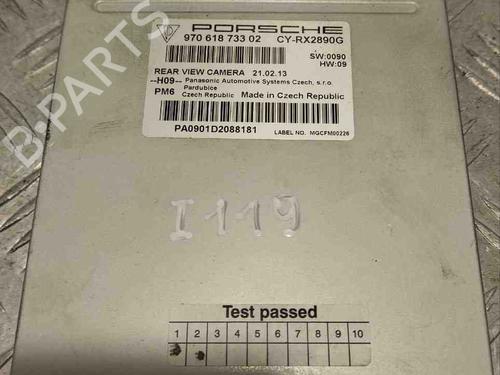 PORSCHE
970 618 733 02 CY-RX2890G
SW:0090
HW:09
REAR VIEW CAMERA 21.02.13
--H09-- Panasonic Automotive Systems Czech, s.r.o.
PM6 Pardubice
Czech Republic Made in Czech Republic
PA0901D2088181 LABEL NO. MGCFM00226
I119
Test passed
1 2 3 4 5 6 7 8 9 10
B-PARTS